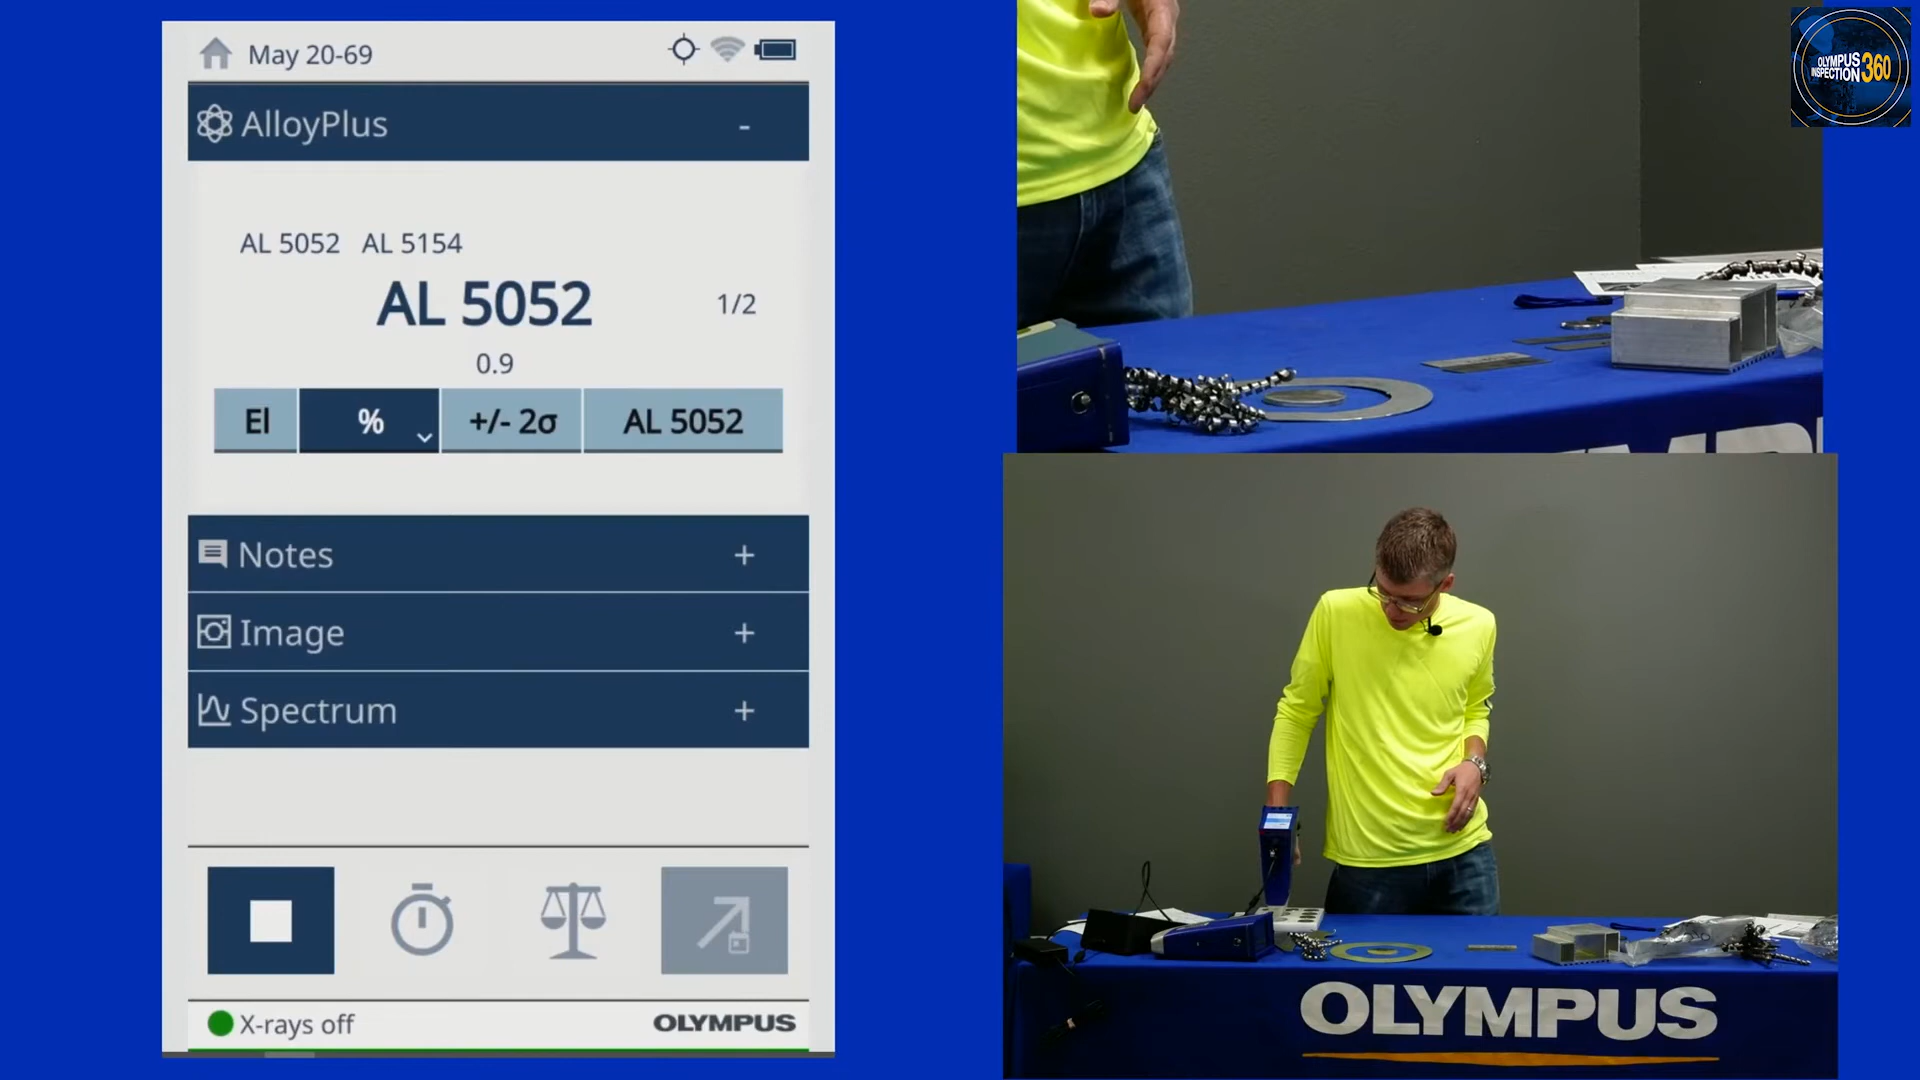 May 20-69
AlloyPlus -
AL 5052 AL 5154
AL 5052 1/2
0.9
El % +/- 2σ AL 5052
Notes +
Image +
Spectrum +
X-rays off OLYMPUS
OLYMPUS
INSPECTION 360
OLYMPUS